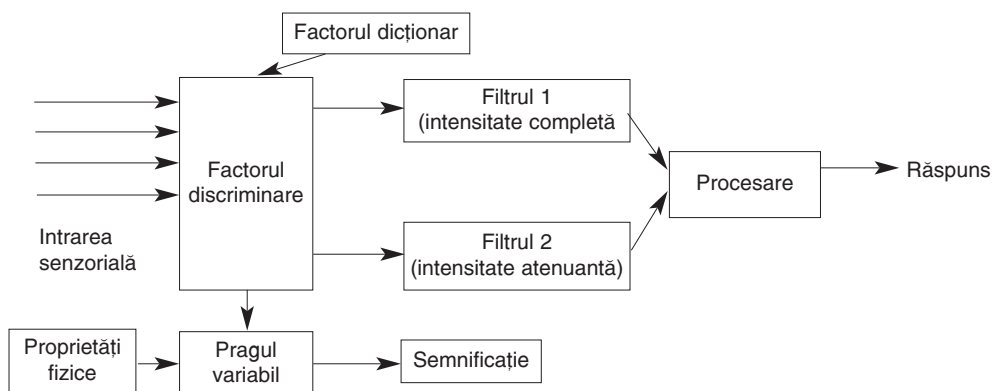 Factorul dicționar
Filtrul 1
(intensitate completă
Factorul
discriminare
Procesare
Răspuns
Intrarea
senzorială
Filtrul 2
(intensitate atenuantă)
Proprietăți
fizice
Pragul
variabil
Semnificație